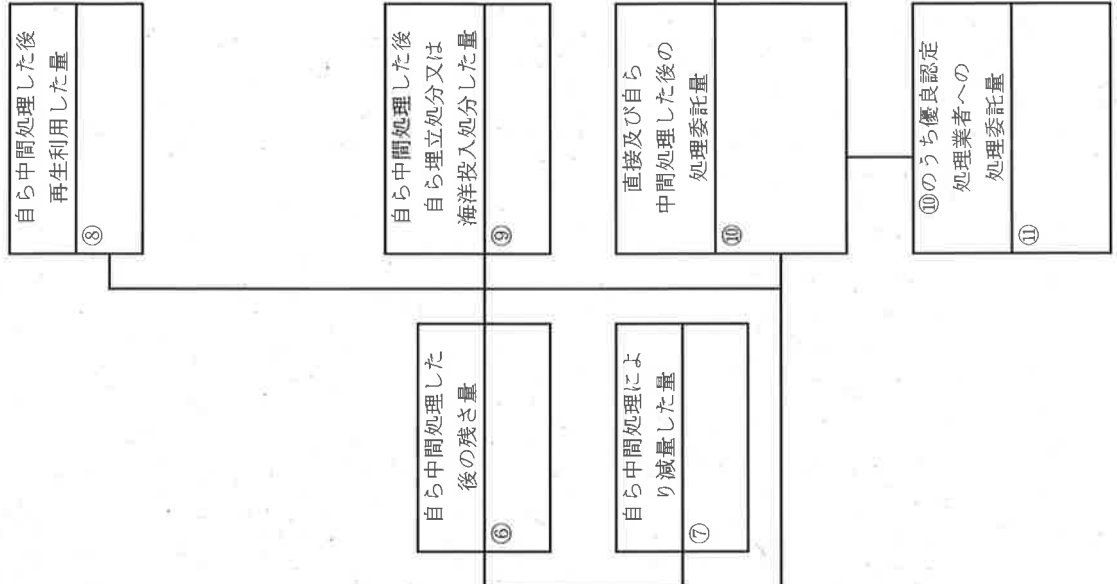 自ら中間処理した後
再生利用した量
⑧
自ら中間処理した後
自ら埋立処分又は
海洋投入処分した量
⑨
直接及び自ら
中間処理した後の
処理委託量
⑩
⑩のうち優良認定
処理業者への
処理委託量
⑪
自ら中間処理した
後の残さ量
⑥
自ら中間処理によ
り減量した量
⑦